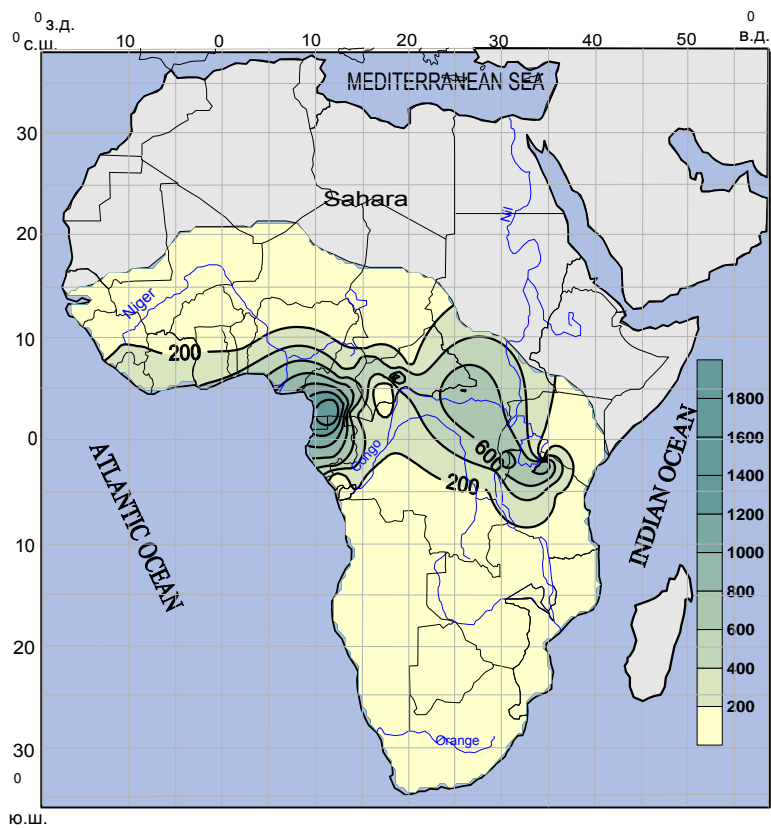 0 з.д.
0
0 с.ш.
10 0 10 20 30 40 50
в.д.
MEDITERRANEAN SEA
30
Sahara
20
Nil
Niger
10
200
1800
0
1600
Congo
600
1400
200
1200
ATLANTIC OCEAN
INDIAN OCEAN
10
1000
800
600
20
400
200
Orange
30
0
ю.ш.